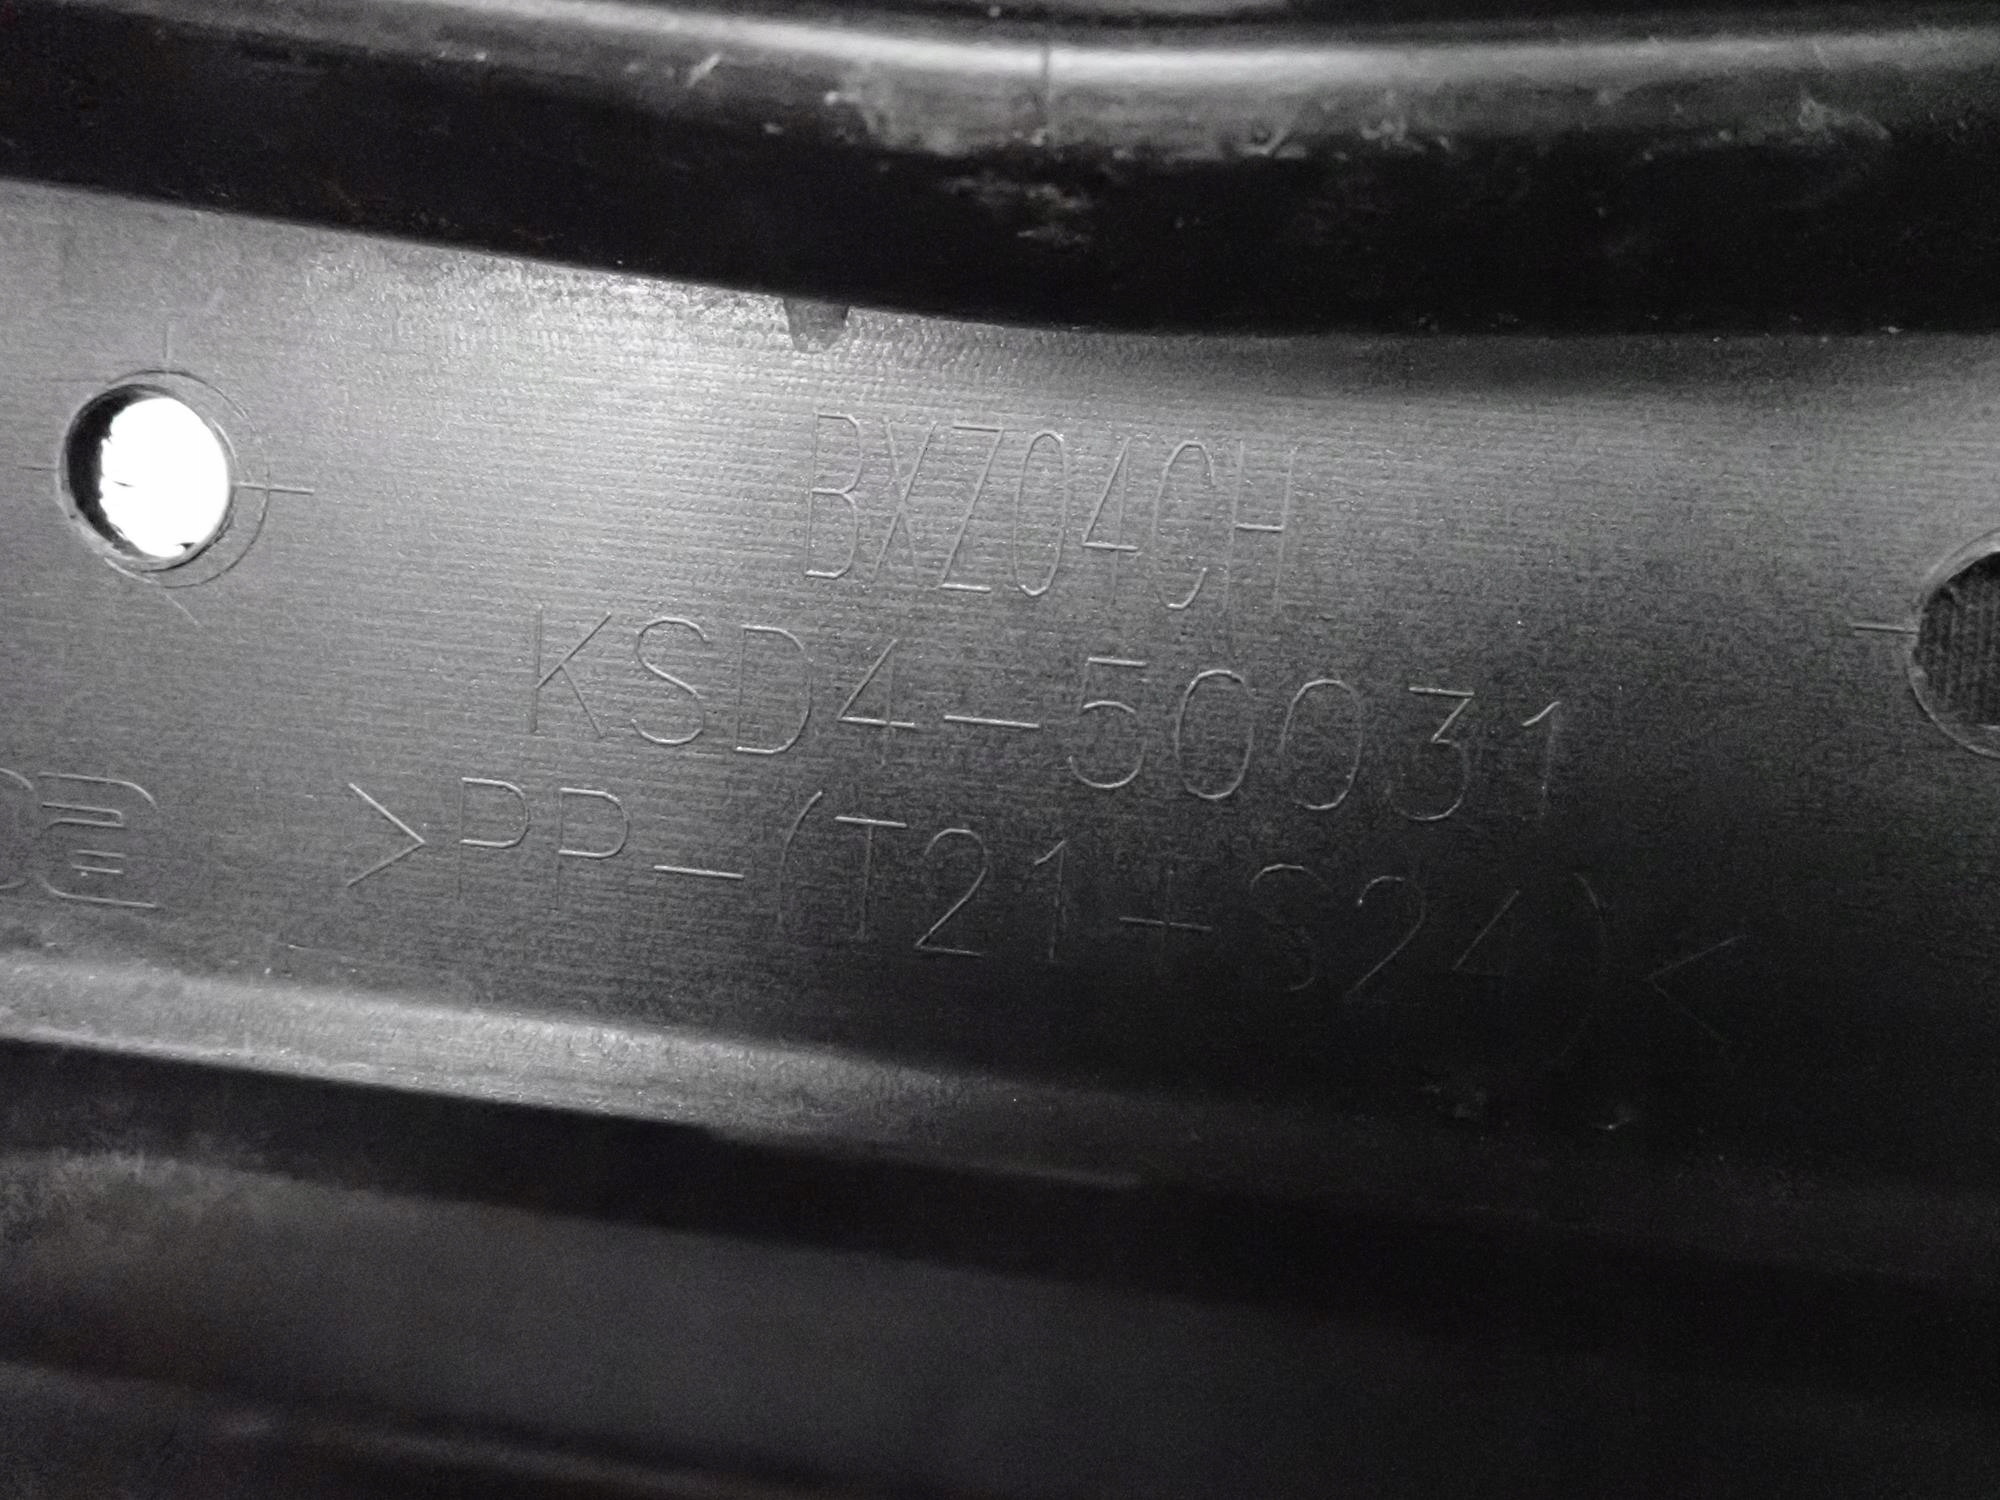 BXZ04CH
KSD4-50031
>PP-(T21+S24)<